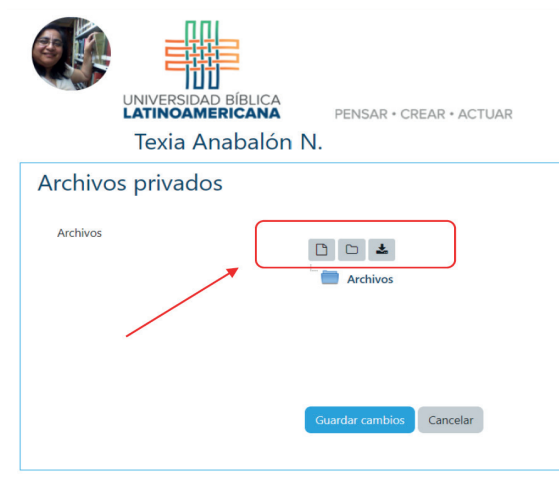 UNIVERSIDAD BÍBLICA
LATINOAMERICANA
PENSAR • CREAR • ACTUAR
Texia Anabalón N.
Archivos privados
Archivos
Archivos
Guardar cambios
Cancelar